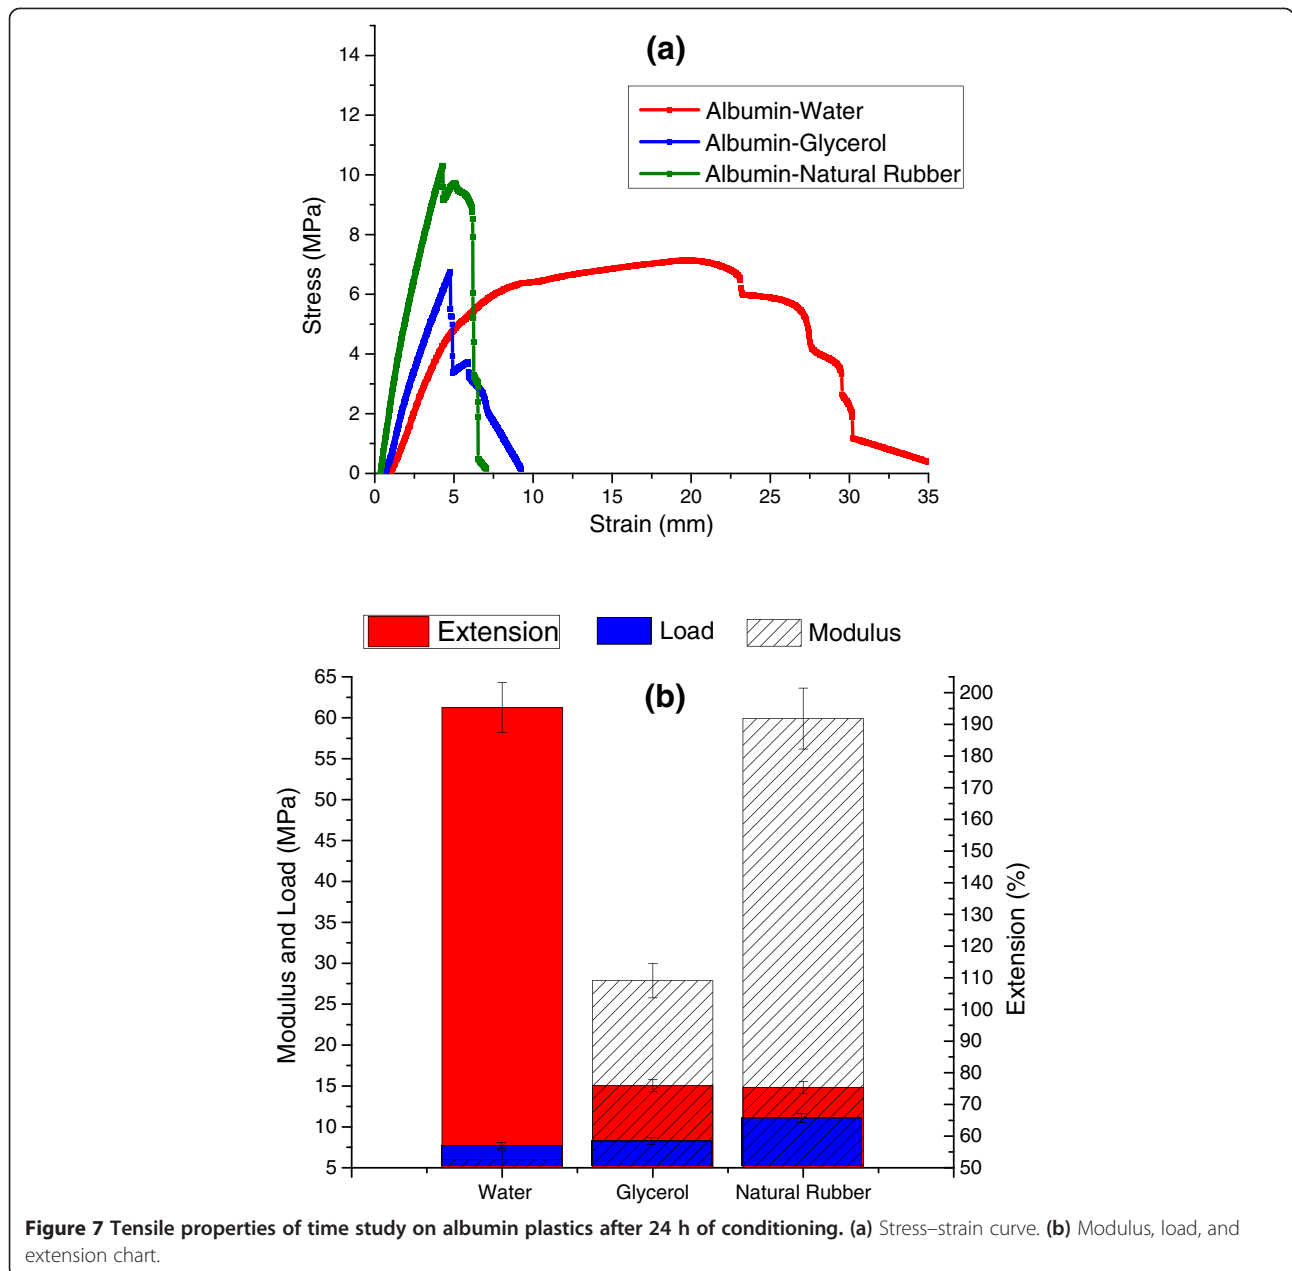 (a)
14
12
10
8
6
4
2
0
Stress (MPa)
Albumin-Water
Albumin-Glycerol
Albumin-Natural Rubber
0 5 10 15 20 25 30 35
Strain (mm)
Extension Load Modulus
(b)
65
60
55
50
45
40
35
30
25
20
15
10
5
Modulus and Load (MPa)
200
190
180
170
160
150
140
130
120
110
100
90
80
70
60
50
Extension (%)
Water Glycerol Natural Rubber
Figure 7 Tensile properties of time study on albumin plastics after 24 h of conditioning. (a) Stress–strain curve. (b) Modulus, load, and
extension chart.